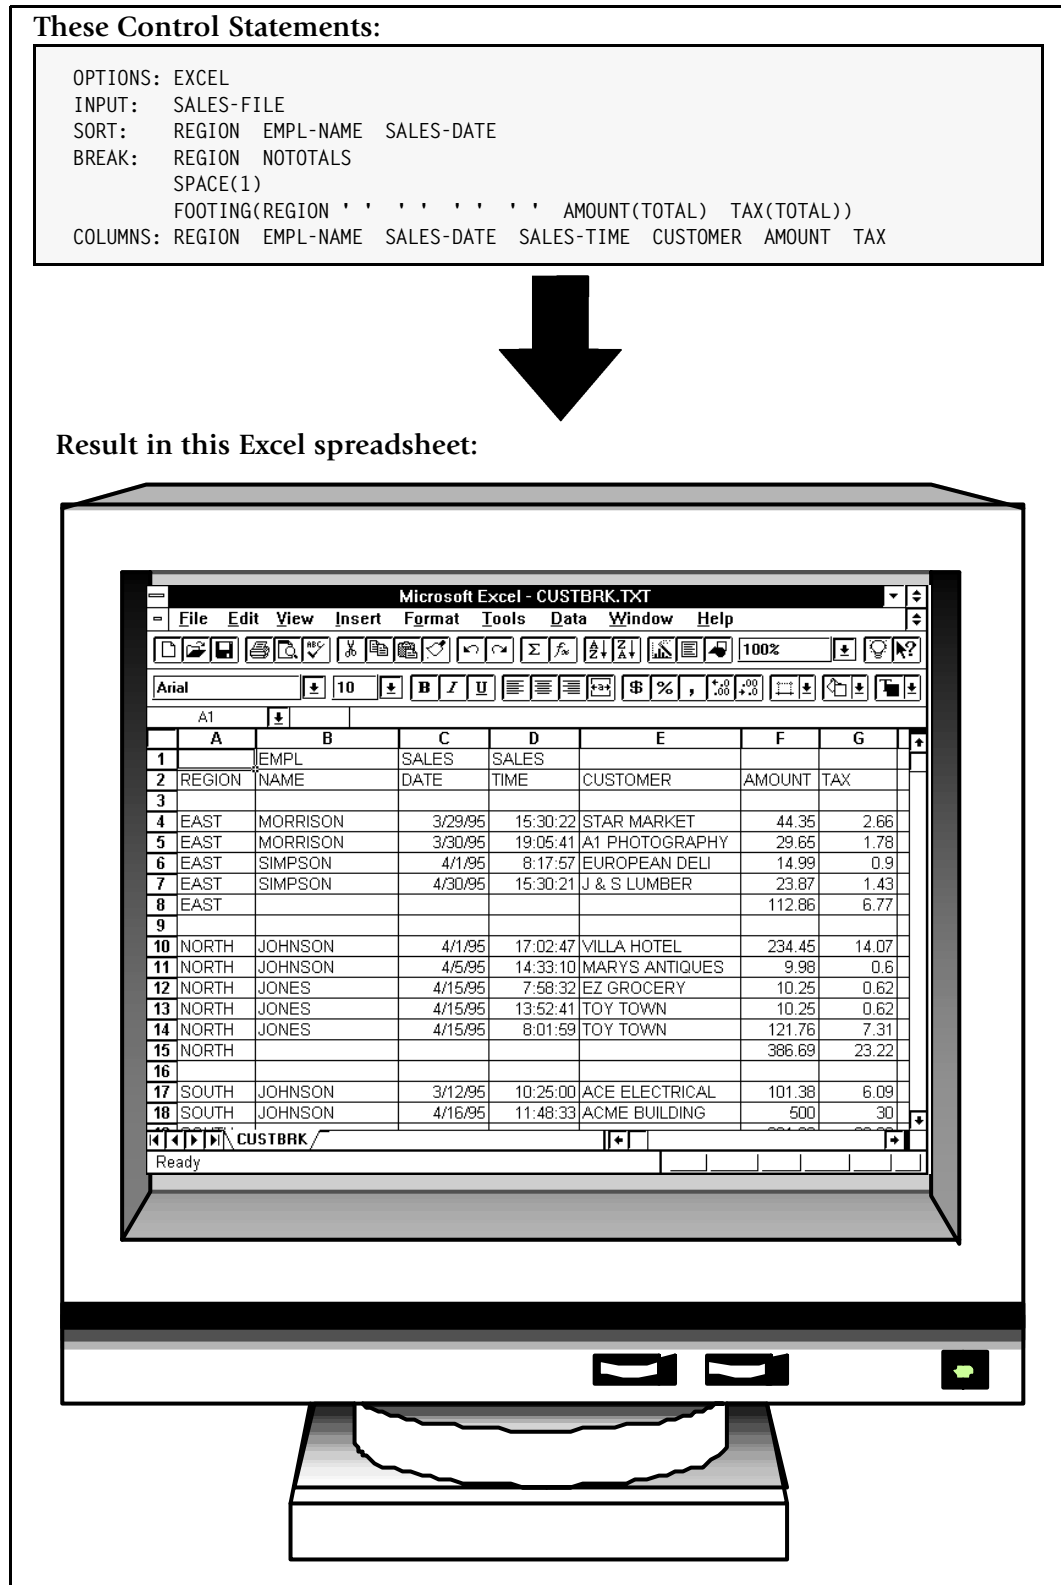 These Control Statements:
OPTIONS: EXCEL
INPUT: SALES-FILE
SORT: REGION EMPL-NAME SALES-DATE
BREAK: REGION NOTOTALS
SPACE(1)
FOOTING(REGION ' ' ' ' ' ' ' ' AMOUNT(TOTAL) TAX(TOTAL))
COLUMNS: REGION EMPL-NAME SALES-DATE SALES-TIME CUSTOMER AMOUNT TAX
Result in this Excel spreadsheet:
Microsoft Excel - CUSTBRK.TXT
File Edit View Insert Format Tools Data Window Help
100%
Arial 10 B I U $ % ,
A1
A B C D E F G
1 EMPL SALES SALES
2 REGION NAME DATE TIME CUSTOMER AMOUNT TAX
3
4 EAST MORRISON 3/29/95 15:30:22 STAR MARKET 44.35 2.66
5 EAST MORRISON 3/30/95 19:05:41 A1 PHOTOGRAPHY 29.65 1.78
6 EAST SIMPSON 4/1/95 8:17:57 EUROPEAN DELI 14.99 0.9
7 EAST SIMPSON 4/30/95 15:30:21 J & S LUMBER 23.87 1.43
8 EAST 112.86 6.77
9
10 NORTH JOHNSON 4/1/95 17:02:47 VILLA HOTEL 234.45 14.07
11 NORTH JOHNSON 4/5/95 14:33:10 MARYS ANTIQUES 9.98 0.6
12 NORTH JONES 4/15/95 7:58:32 EZ GROCERY 10.25 0.62
13 NORTH JONES 4/15/95 13:52:41 TOY TOWN 10.25 0.62
14 NORTH JONES 4/15/95 8:01:59 TOY TOWN 121.76 7.31
15 NORTH 386.69 23.22
16
17 SOUTH JOHNSON 3/12/95 10:25:00 ACE ELECTRICAL 101.38 6.09
18 SOUTH JOHNSON 4/16/95 11:48:33 ACME BUILDING 500 30
CUSTBRK
Ready